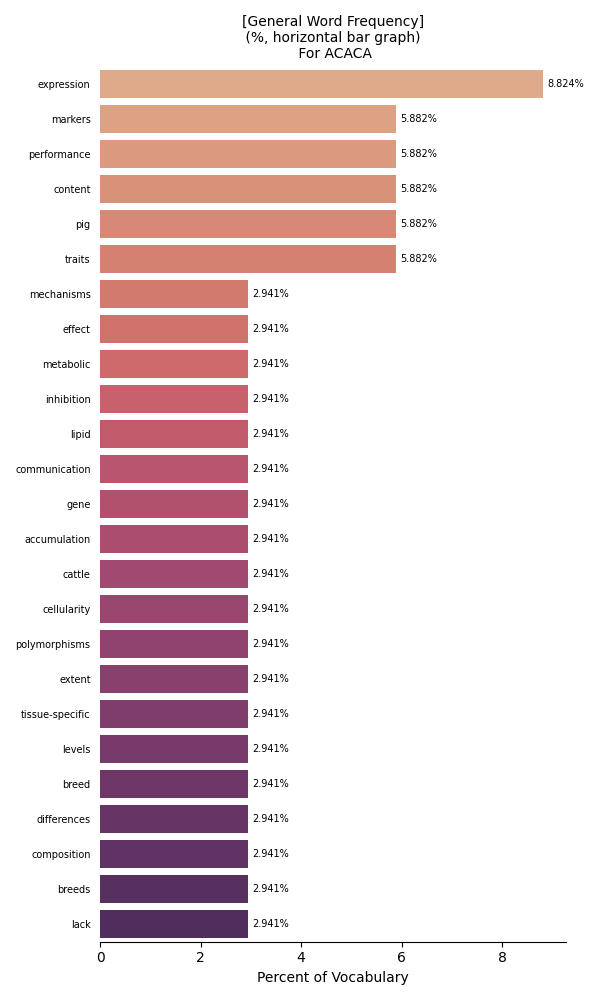 [General Word Frequency]
(%, horizontal bar graph)
For ACACA
expression 8.824%
markers 5.882%
performance 5.882%
content 5.882%
pig 5.882%
traits 5.882%
mechanisms 2.941%
effect 2.941%
metabolic 2.941%
inhibition 2.941%
lipid 2.941%
communication 2.941%
gene 2.941%
accumulation 2.941%
cattle 2.941%
cellularity 2.941%
polymorphisms 2.941%
extent 2.941%
tissue-specific 2.941%
levels 2.941%
breed 2.941%
differences 2.941%
composition 2.941%
breeds 2.941%
lack 2.941%
0 2 4 6 8
Percent of Vocabulary